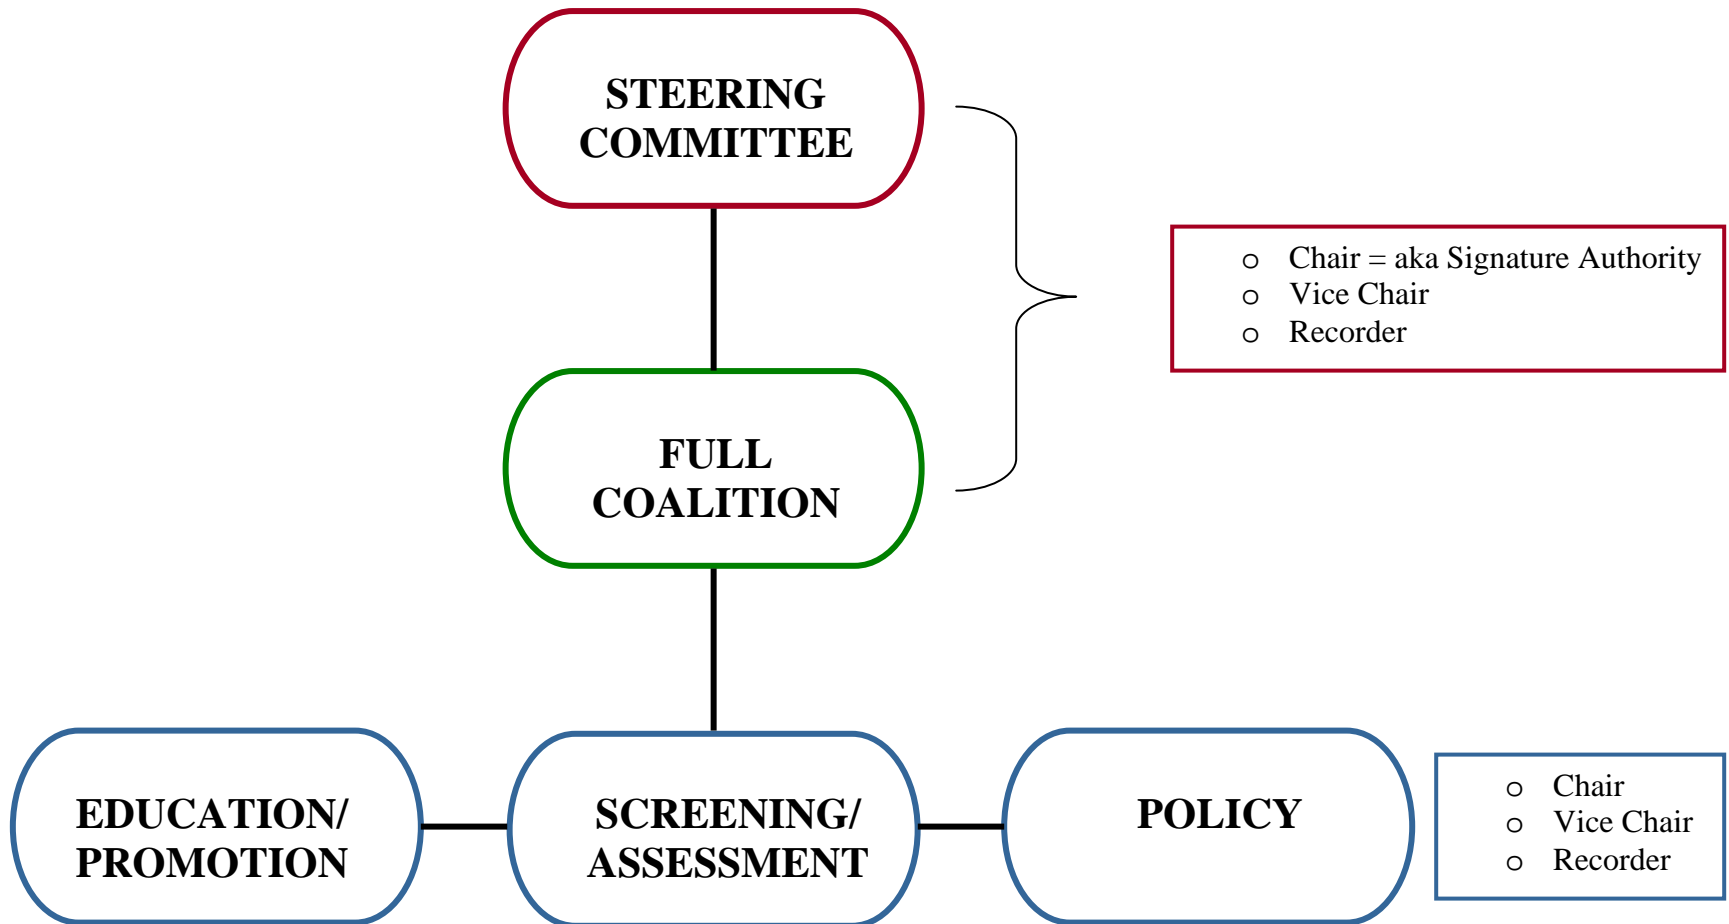 STEERING
COMMITTEE
o Chair = aka Signature Authority
o Vice Chair
o Recorder
FULL
COALITION
EDUCATION/
PROMOTION
SCREENING/
ASSESSMENT
POLICY
o Chair
o Vice Chair
o Recorder